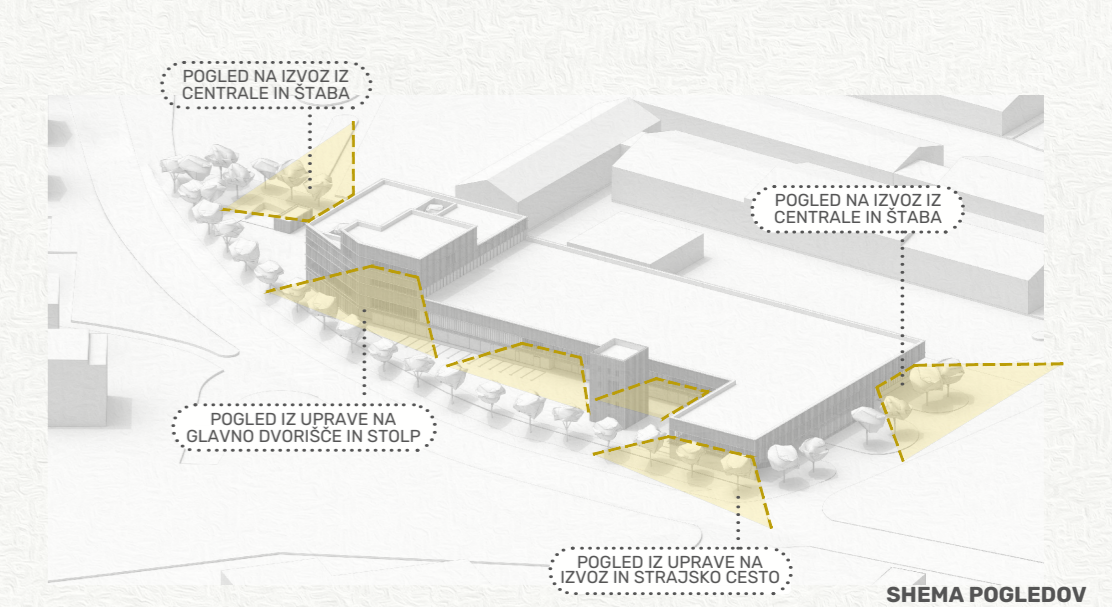 POGLED NA IZVOZ IZ
CENTRALE IN ŠTABA
POGLED NA IZVOZ IZ
CENTRALE IN ŠTABA
POGLED IZ UPRAVE NA
GLAVNO DVORIŠČE IN STOLP
POGLED IZ UPRAVE NA
IZVOZ IN STRAJSKO CESTO
SHEMA POGLEDOV